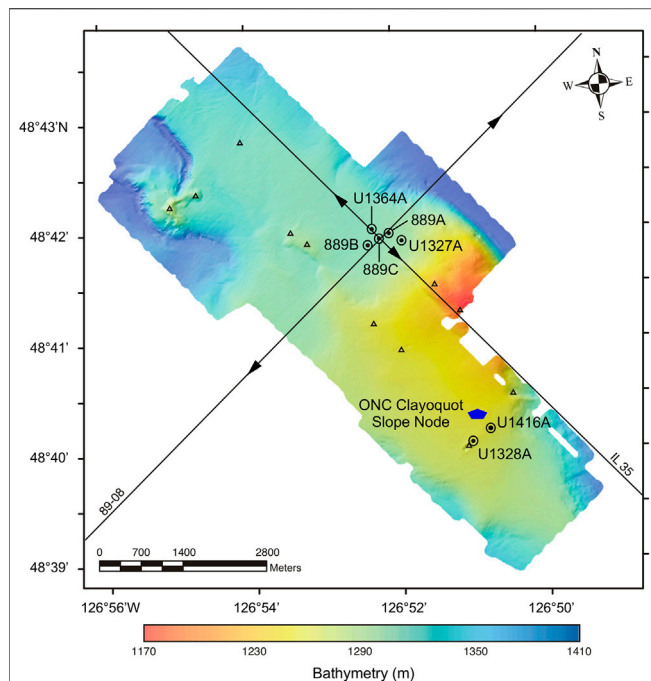 N
W E
S
48°43'N
U1364A
889A
48°42'
889B
U1327A
889C
48°41'
ONC Clayoquot
Slope Node
U1416A
48°40'
U1328A
IL 35
89-08
0 700 1400 2800
Meters
48°39'
126°56'W 126°54' 126°52' 126°50'
1170 1230 1290 1350 1410
Bathymetry (m)